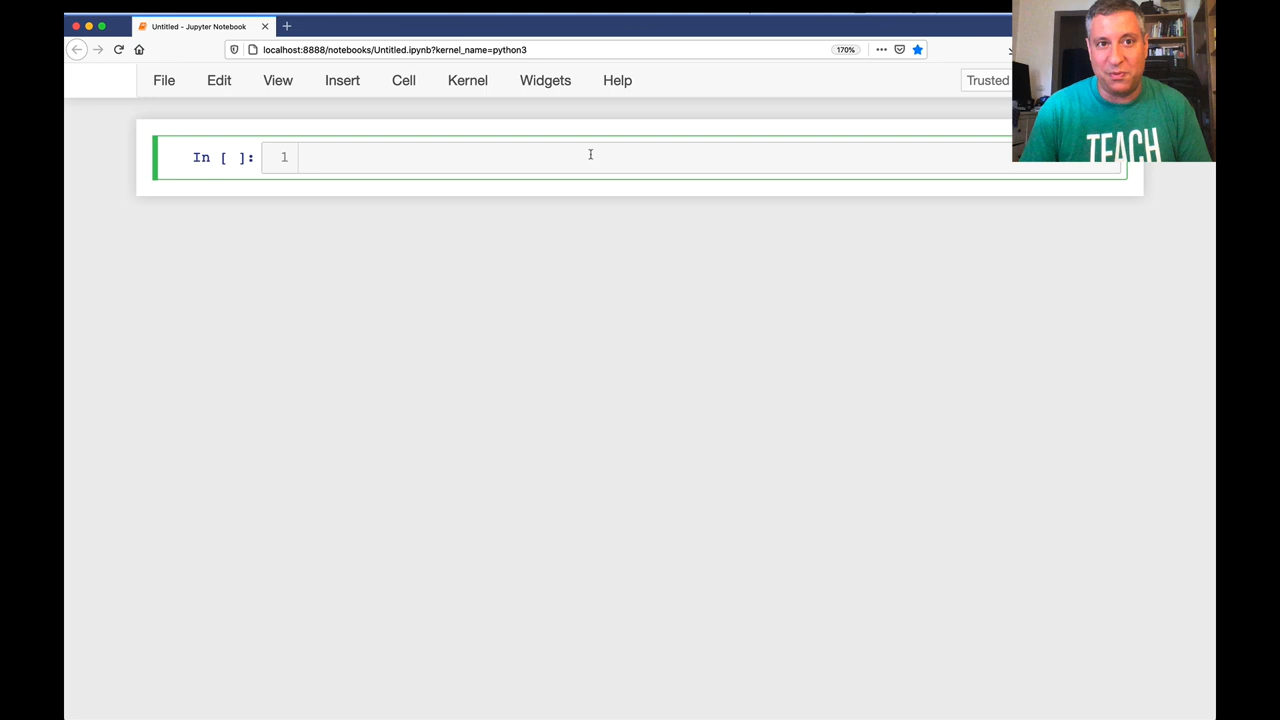 Untitled - Jupyter Notebook
localhost:8888/notebooks/Untitled.ipynb?kernel_name=python3
170%
File Edit View Insert Cell Kernel Widgets Help Trusted
In [ ]: 1
TEACH